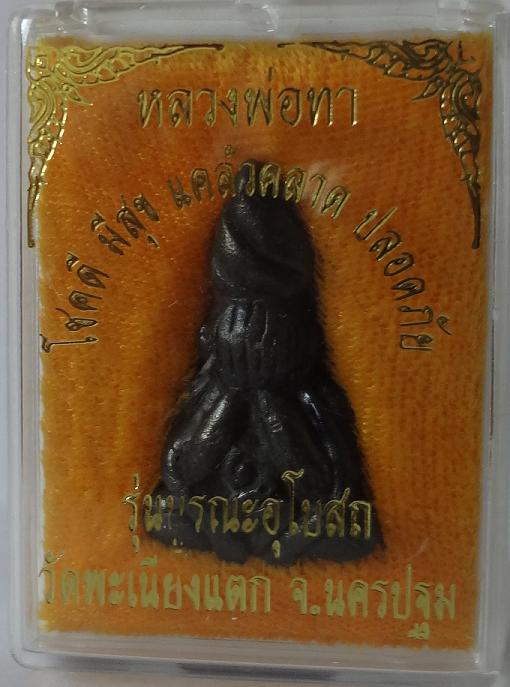 หลวงพ่อทา
โชคดี มีสุข แคล้วคลาด ปลอดภัย
รุ่นบูรณะอุโบสถ
วัดพะเนียงแตก จ.นครปฐม